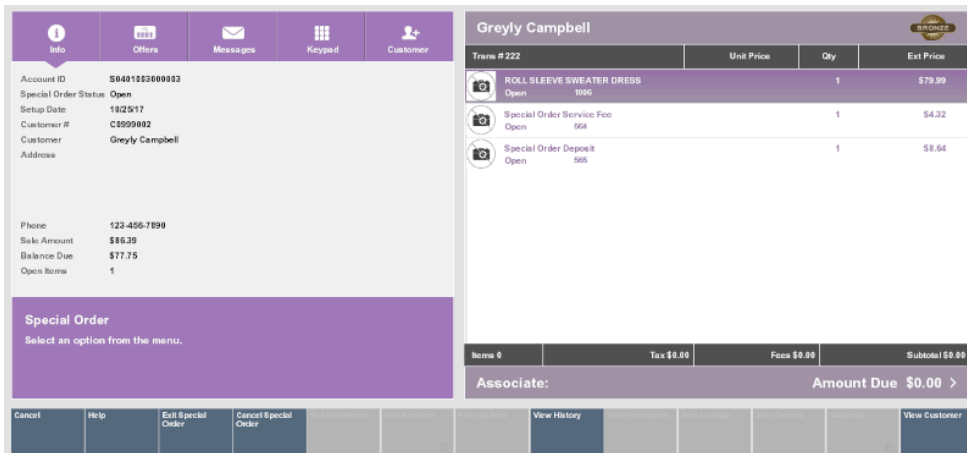 Info Offers Messages Keypad Customer
Account ID S0401003000003
Special Order Status Open
Setup Date 10/25/17
Customer # C0999002
Customer Greyly Campbell
Address
Phone 123-456-7890
Sale Amount $86.39
Balance Due $77.75
Open Items 1
Special Order
Select an option from the menu.
Greyly Campbell BRONZE
Trans # 222 Unit Price Qty Ext Price
ROLL SLEEVE SWEATER DRESS 1 $79.99
Open 1006
Special Order Service Fee 1 $4.32
Open 564
Special Order Deposit 1 $8.64
Open 565
Items 0 Tax $0.00 Fees $0.00 Subtotal $0.00
Associate: Amount Due $0.00 >
Cancel Help Exit Special Cancel Special View History View Customer
Order Order